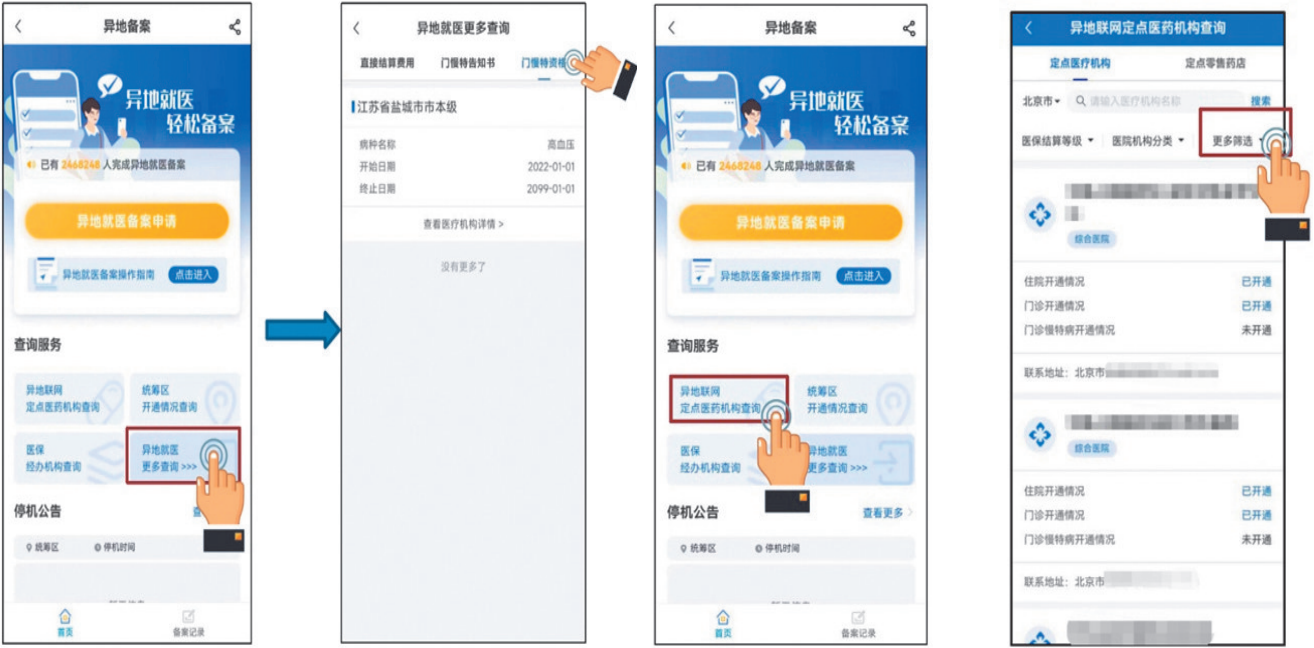 异地备案
异地就医
轻松备案
已有 2468248 人完成异地就医备案
异地就医备案申请
异地就医备案操作指南
点击进入
查询服务
异地联网
定点医药机构查询
统筹区
开通情况查询
医保
经办机构查询
异地就医
更多查询 >>>
停机公告
查
统筹区
停机时间
首页
备案记录
异地就医更多查询
直接结算费用
门慢特告知书
门慢特资格
江苏省盐城市市本级
病种名称
高血压
开始日期
2022-01-01
终止日期
2099-01-01
查看医疗机构详情 >
没有更多了
异地备案
异地就医
轻松备案
已有 2468248 人完成异地就医备案
异地就医备案申请
异地就医备案操作指南
点击进入
查询服务
异地联网
定点医药机构查询
统筹区
开通情况查询
医保
经办机构查询
异地就医
更多查询 >>>
停机公告
查看更多 >
统筹区
停机时间
首页
备案记录
异地联网定点医药机构查询
定点医疗机构
定点零售药店
北京市
请输入医疗机构名称
搜索
医保结算等级
医院机构分类
更多筛选
综合医院
住院开通情况
已开通
门诊开通情况
已开通
门诊慢特病开通情况
未开通
联系地址：北京市
综合医院
住院开通情况
已开通
门诊开通情况
已开通
门诊慢特病开通情况
未开通
联系地址：北京市